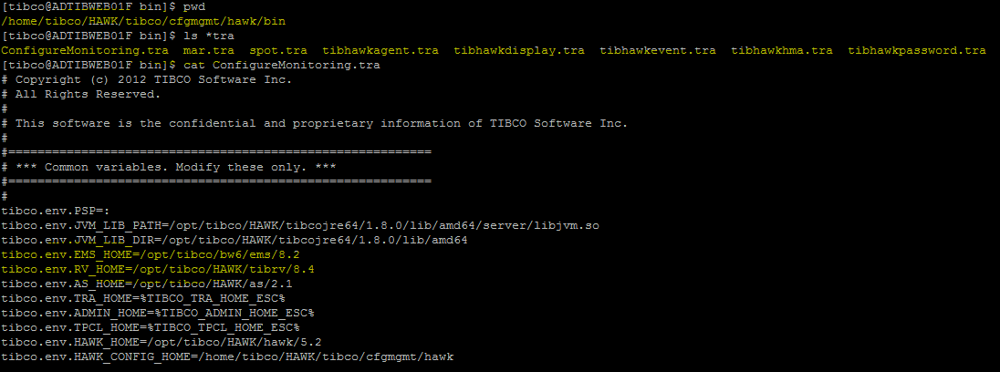 [tibco@ADTIBWEB01F bin]$ pwd
/home/tibco/HAWK/tibco/cfgmgmt/hawk/bin
[tibco@ADTIBWEB01F bin]$ ls *tra
ConfigureMonitoring.tra  mar.tra  spot.tra  tibhawkagent.tra  tibhawkdisplay.tra  tibhawkevent.tra  tibhawkhma.tra  tibhawkpassword.tra
[tibco@ADTIBWEB01F bin]$ cat ConfigureMonitoring.tra
# Copyright (c) 2012 TIBCO Software Inc.
# All Rights Reserved.
#
# This software is the confidential and proprietary information of TIBCO Software Inc.
#
#==========================================================
# *** Common variables. Modify these only. ***
#==========================================================
#
tibco.env.PSP=:
tibco.env.JVM_LIB_PATH=/opt/tibco/HAWK/tibcojre64/1.8.0/lib/amd64/server/libjvm.so
tibco.env.JVM_LIB_DIR=/opt/tibco/HAWK/tibcojre64/1.8.0/lib/amd64
tibco.env.EMS_HOME=/opt/tibco/bw6/ems/8.2
tibco.env.RV_HOME=/opt/tibco/HAWK/tibrv/8.4
tibco.env.AS_HOME=/opt/tibco/HAWK/as/2.1
tibco.env.TRA_HOME=%TIBCO_TRA_HOME_ESC%
tibco.env.ADMIN_HOME=%TIBCO_ADMIN_HOME_ESC%
tibco.env.TPCL_HOME=%TIBCO_TPCL_HOME_ESC%
tibco.env.HAWK_HOME=/opt/tibco/HAWK/hawk/5.2
tibco.env.HAWK_CONFIG_HOME=/home/tibco/HAWK/tibco/cfgmgmt/hawk